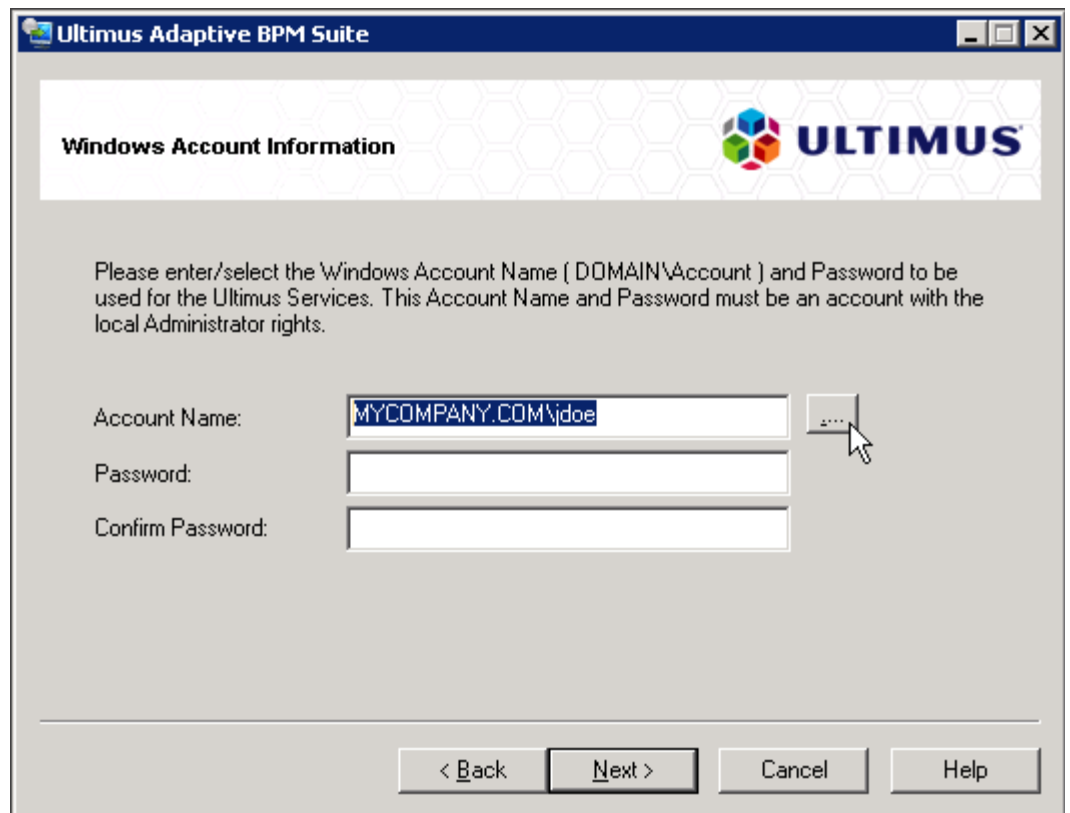 Ultimus Adaptive BPM Suite
Windows Account Information
ULTIMUS
Please enter/select the Windows Account Name ( DOMAIN\Account ) and Password to be
used for the Ultimus Services. This Account Name and Password must be an account with the
local Administrator rights.
Account Name:
MYCOMPANY.COM\jdoe
...
Password:
Confirm Password:
< Back
Next >
Cancel
Help